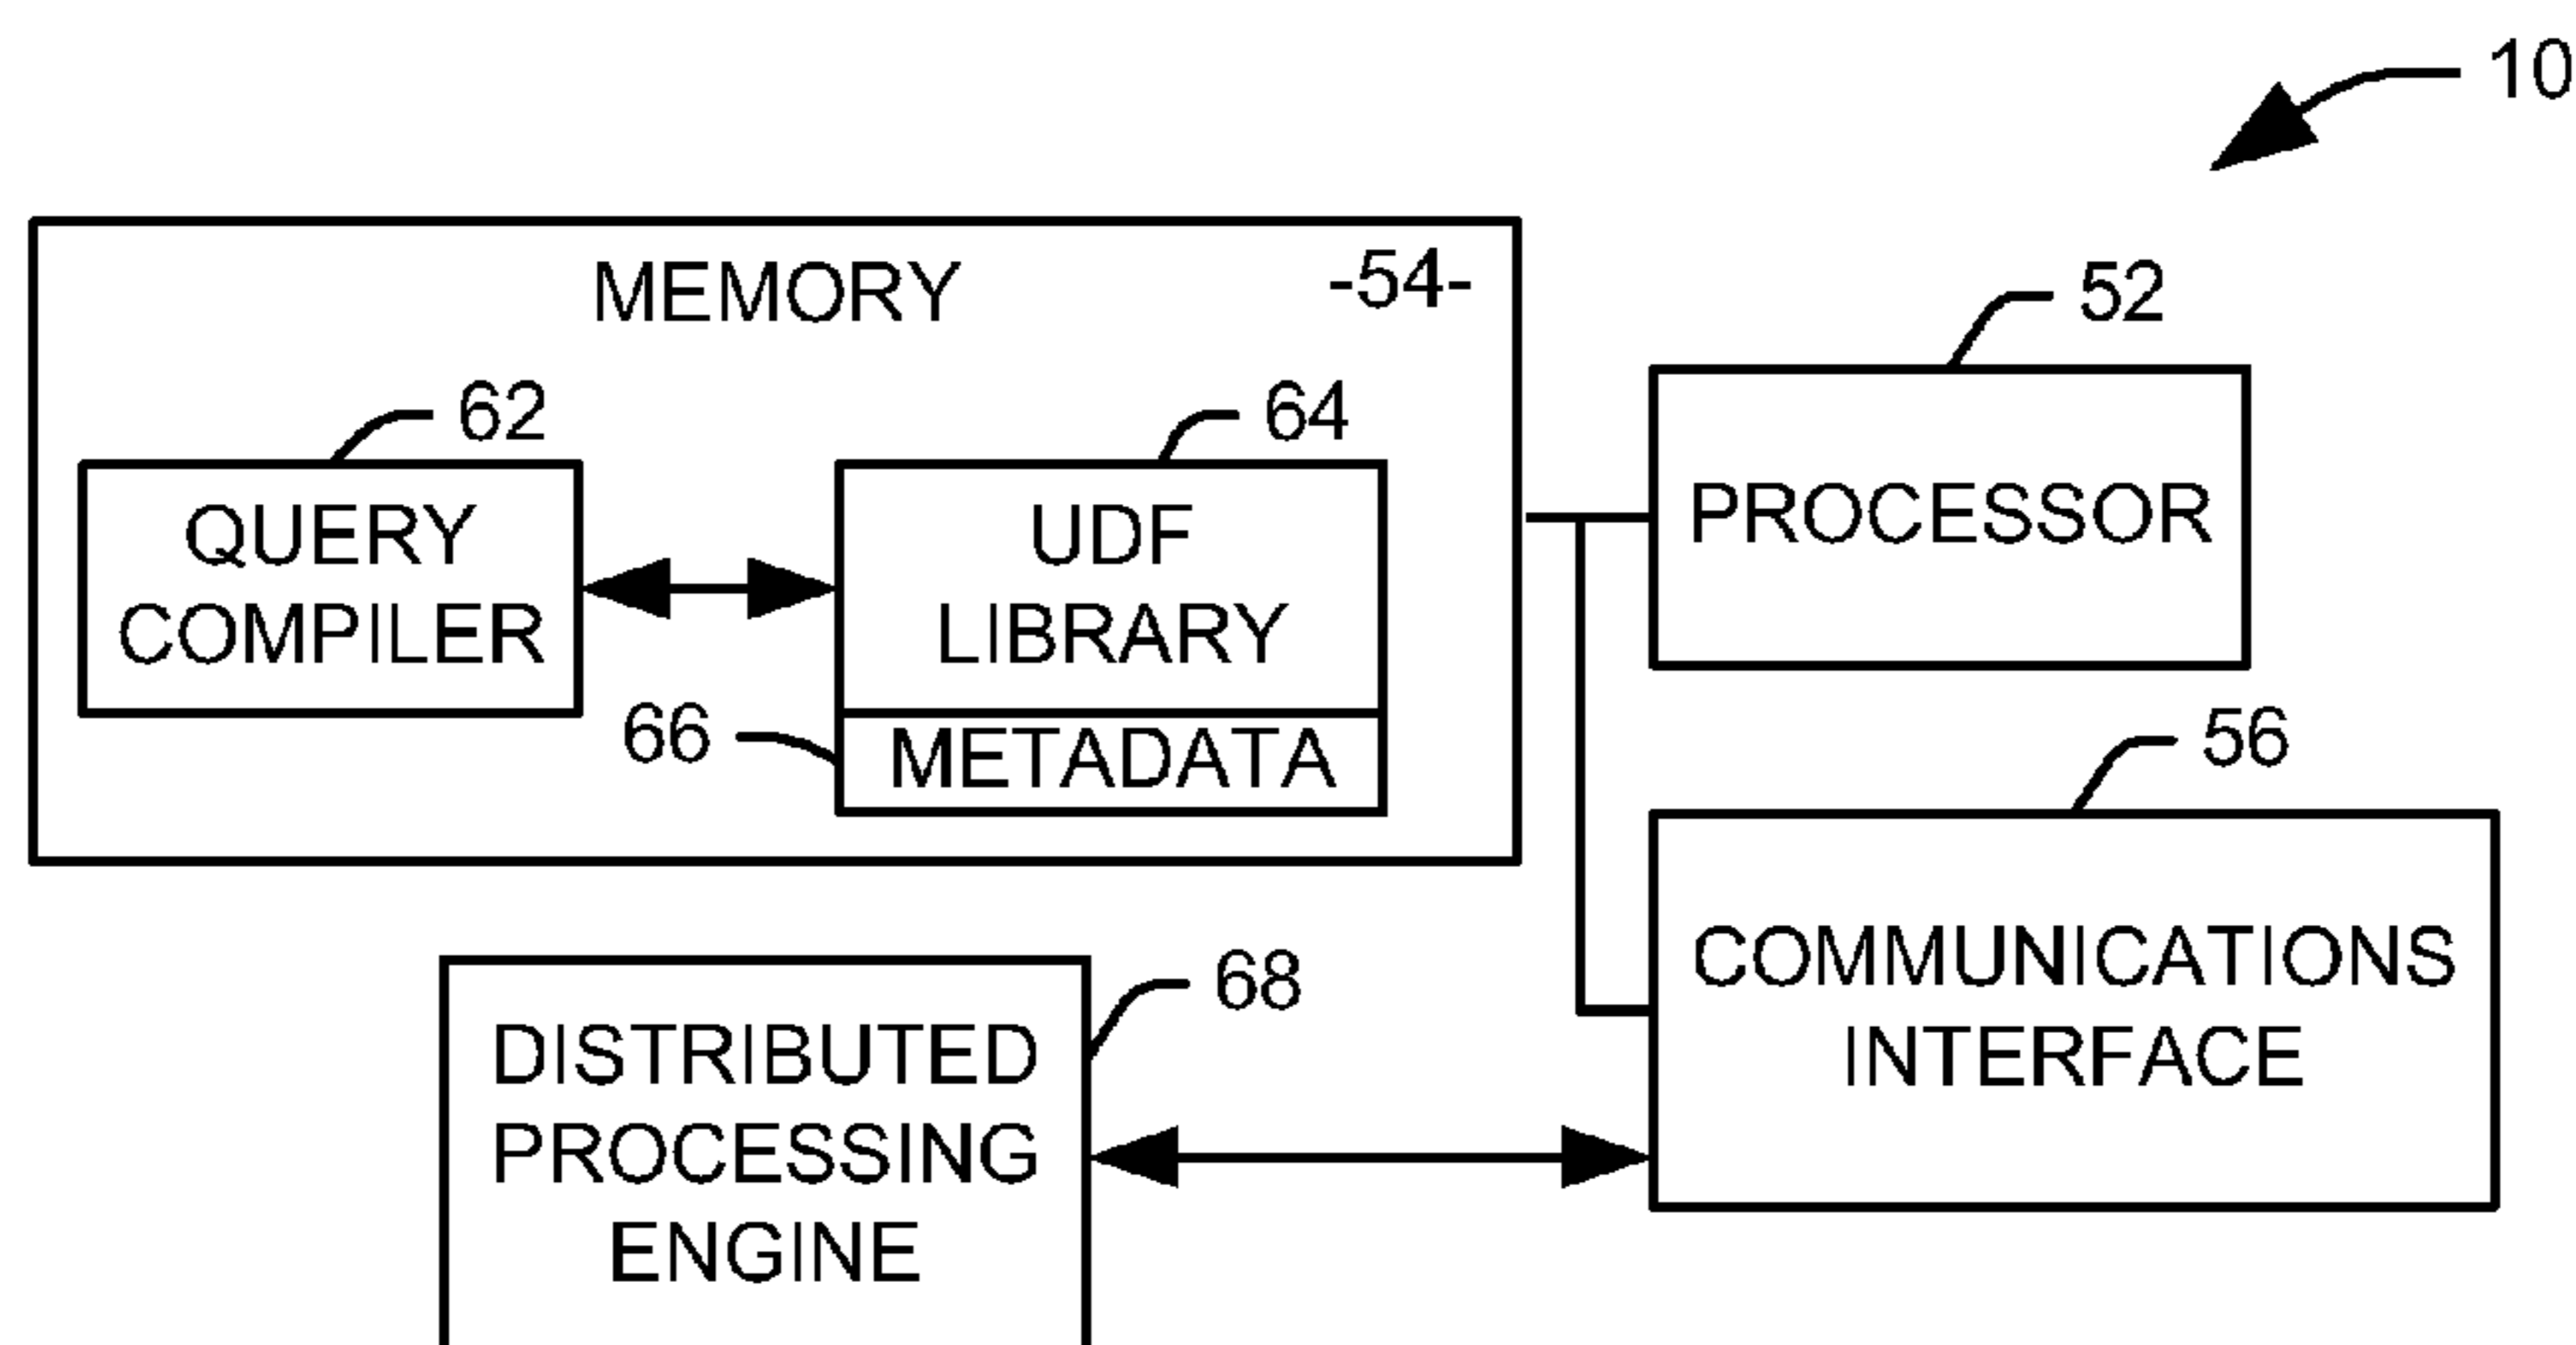 10
MEMORY
-54-
52
62
64
QUERY
COMPILER
UDF
LIBRARY
PROCESSOR
66
METADATA
56
68
COMMUNICATIONS
INTERFACE
DISTRIBUTED
PROCESSING
ENGINE